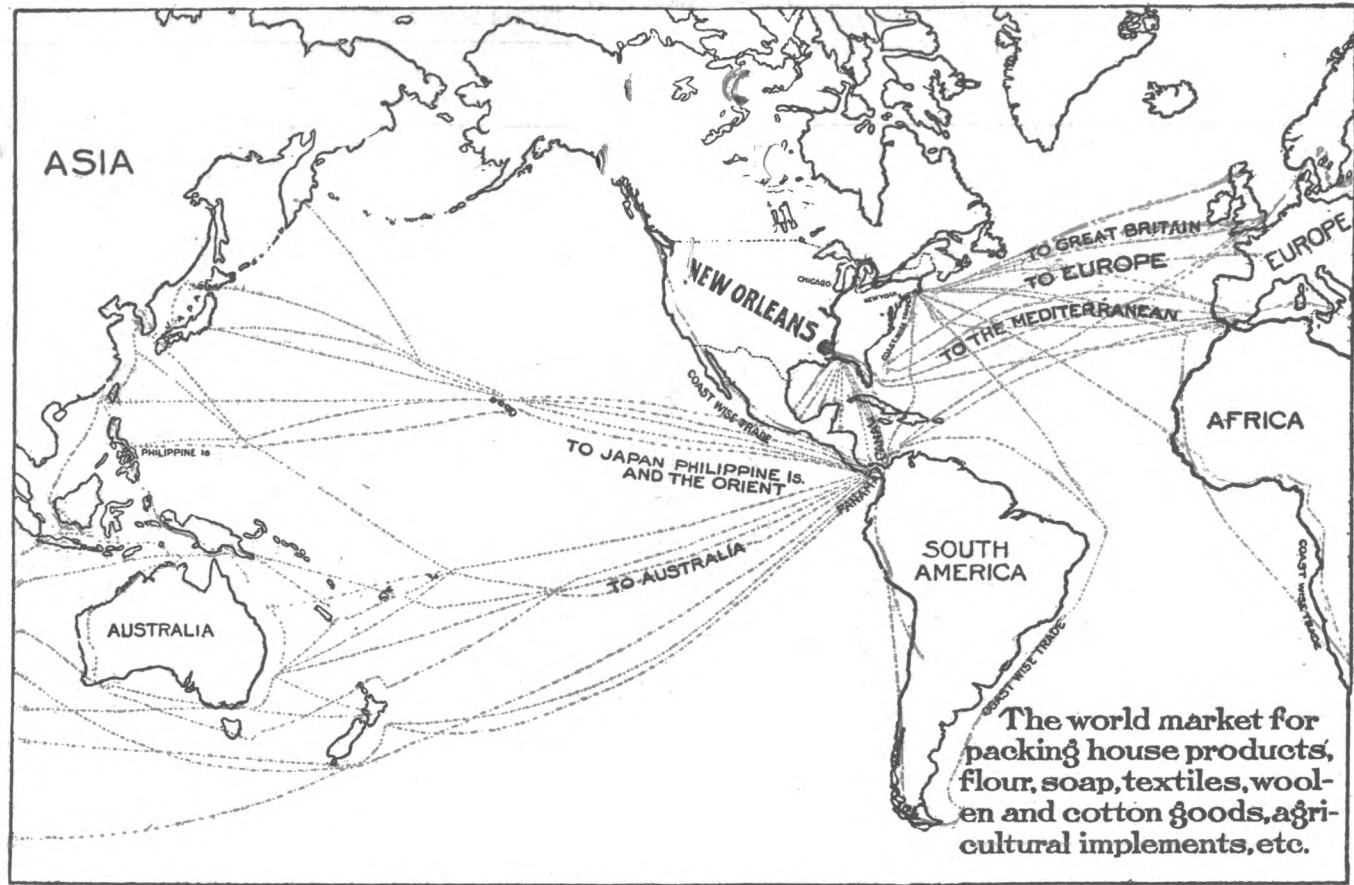 ASIA
TO GREAT BRITAIN
TO EUROPE
EUROPE
NEW ORLEANS
CHICAGO
NEW YORK
TO THE MEDITERRANEAN
COAST WISE TRADE
AFRICA
PHILIPPINE IS
TO JAPAN PHILIPPINE IS.
AND THE ORIENT
PANAMA
SOUTH
AMERICA
TO AUSTRALIA
AUSTRALIA
COAST WISE TRADE
COAST WISE TRADE
The world market for
packing house products,
flour, soap, textiles, wool-
en and cotton goods, agri-
cultural implements, etc.